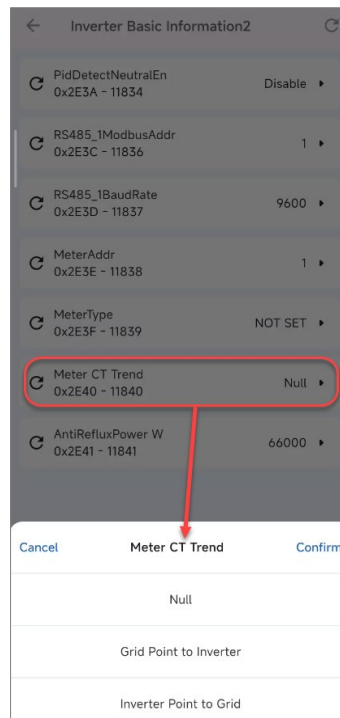 Inverter Basic Information2
PidDetectNeutralEn
0x2E3A - 11834
Disable
RS485_1ModbusAddr
0x2E3C - 11836
1
RS485_1BaudRate
0x2E3D - 11837
9600
MeterAddr
0x2E3E - 11838
1
MeterType
0x2E3F - 11839
NOT SET
Meter CT Trend
0x2E40 - 11840
Null
AntiRefluxPower W
0x2E41 - 11841
66000
Cancel Meter CT Trend Confirm
Null
Grid Point to Inverter
Inverter Point to Grid